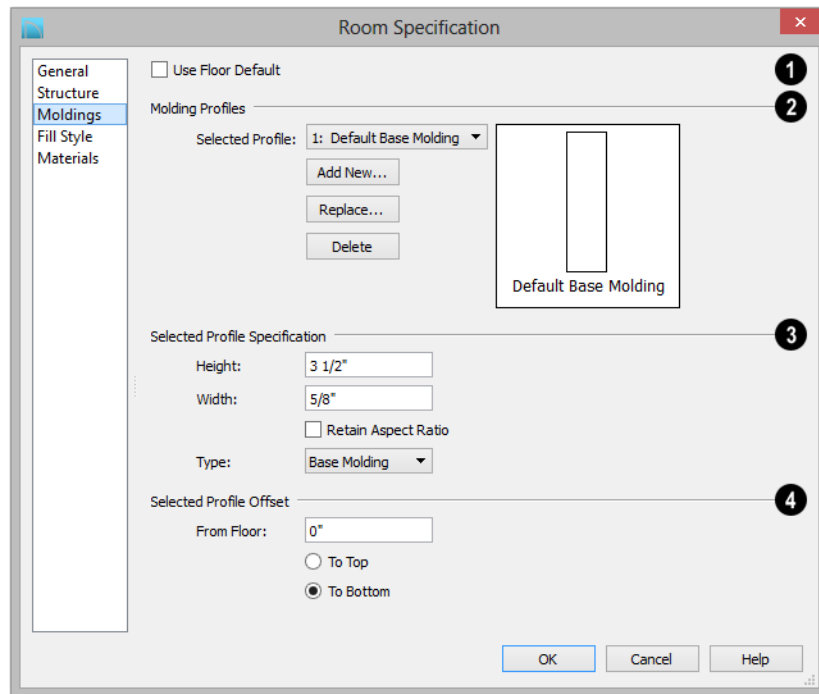 Room Specification
General
Structure
Moldings
Fill Style
Materials
Use Floor Default
1
Molding Profiles
2
Selected Profile: 1: Default Base Molding
Add New...
Replace...
Delete
Default Base Molding
Selected Profile Specification
3
Height: 3 1/2"
Width: 5/8"
Retain Aspect Ratio
Type: Base Molding
Selected Profile Offset
4
From Floor: 0"
To Top
To Bottom
OK Cancel Help